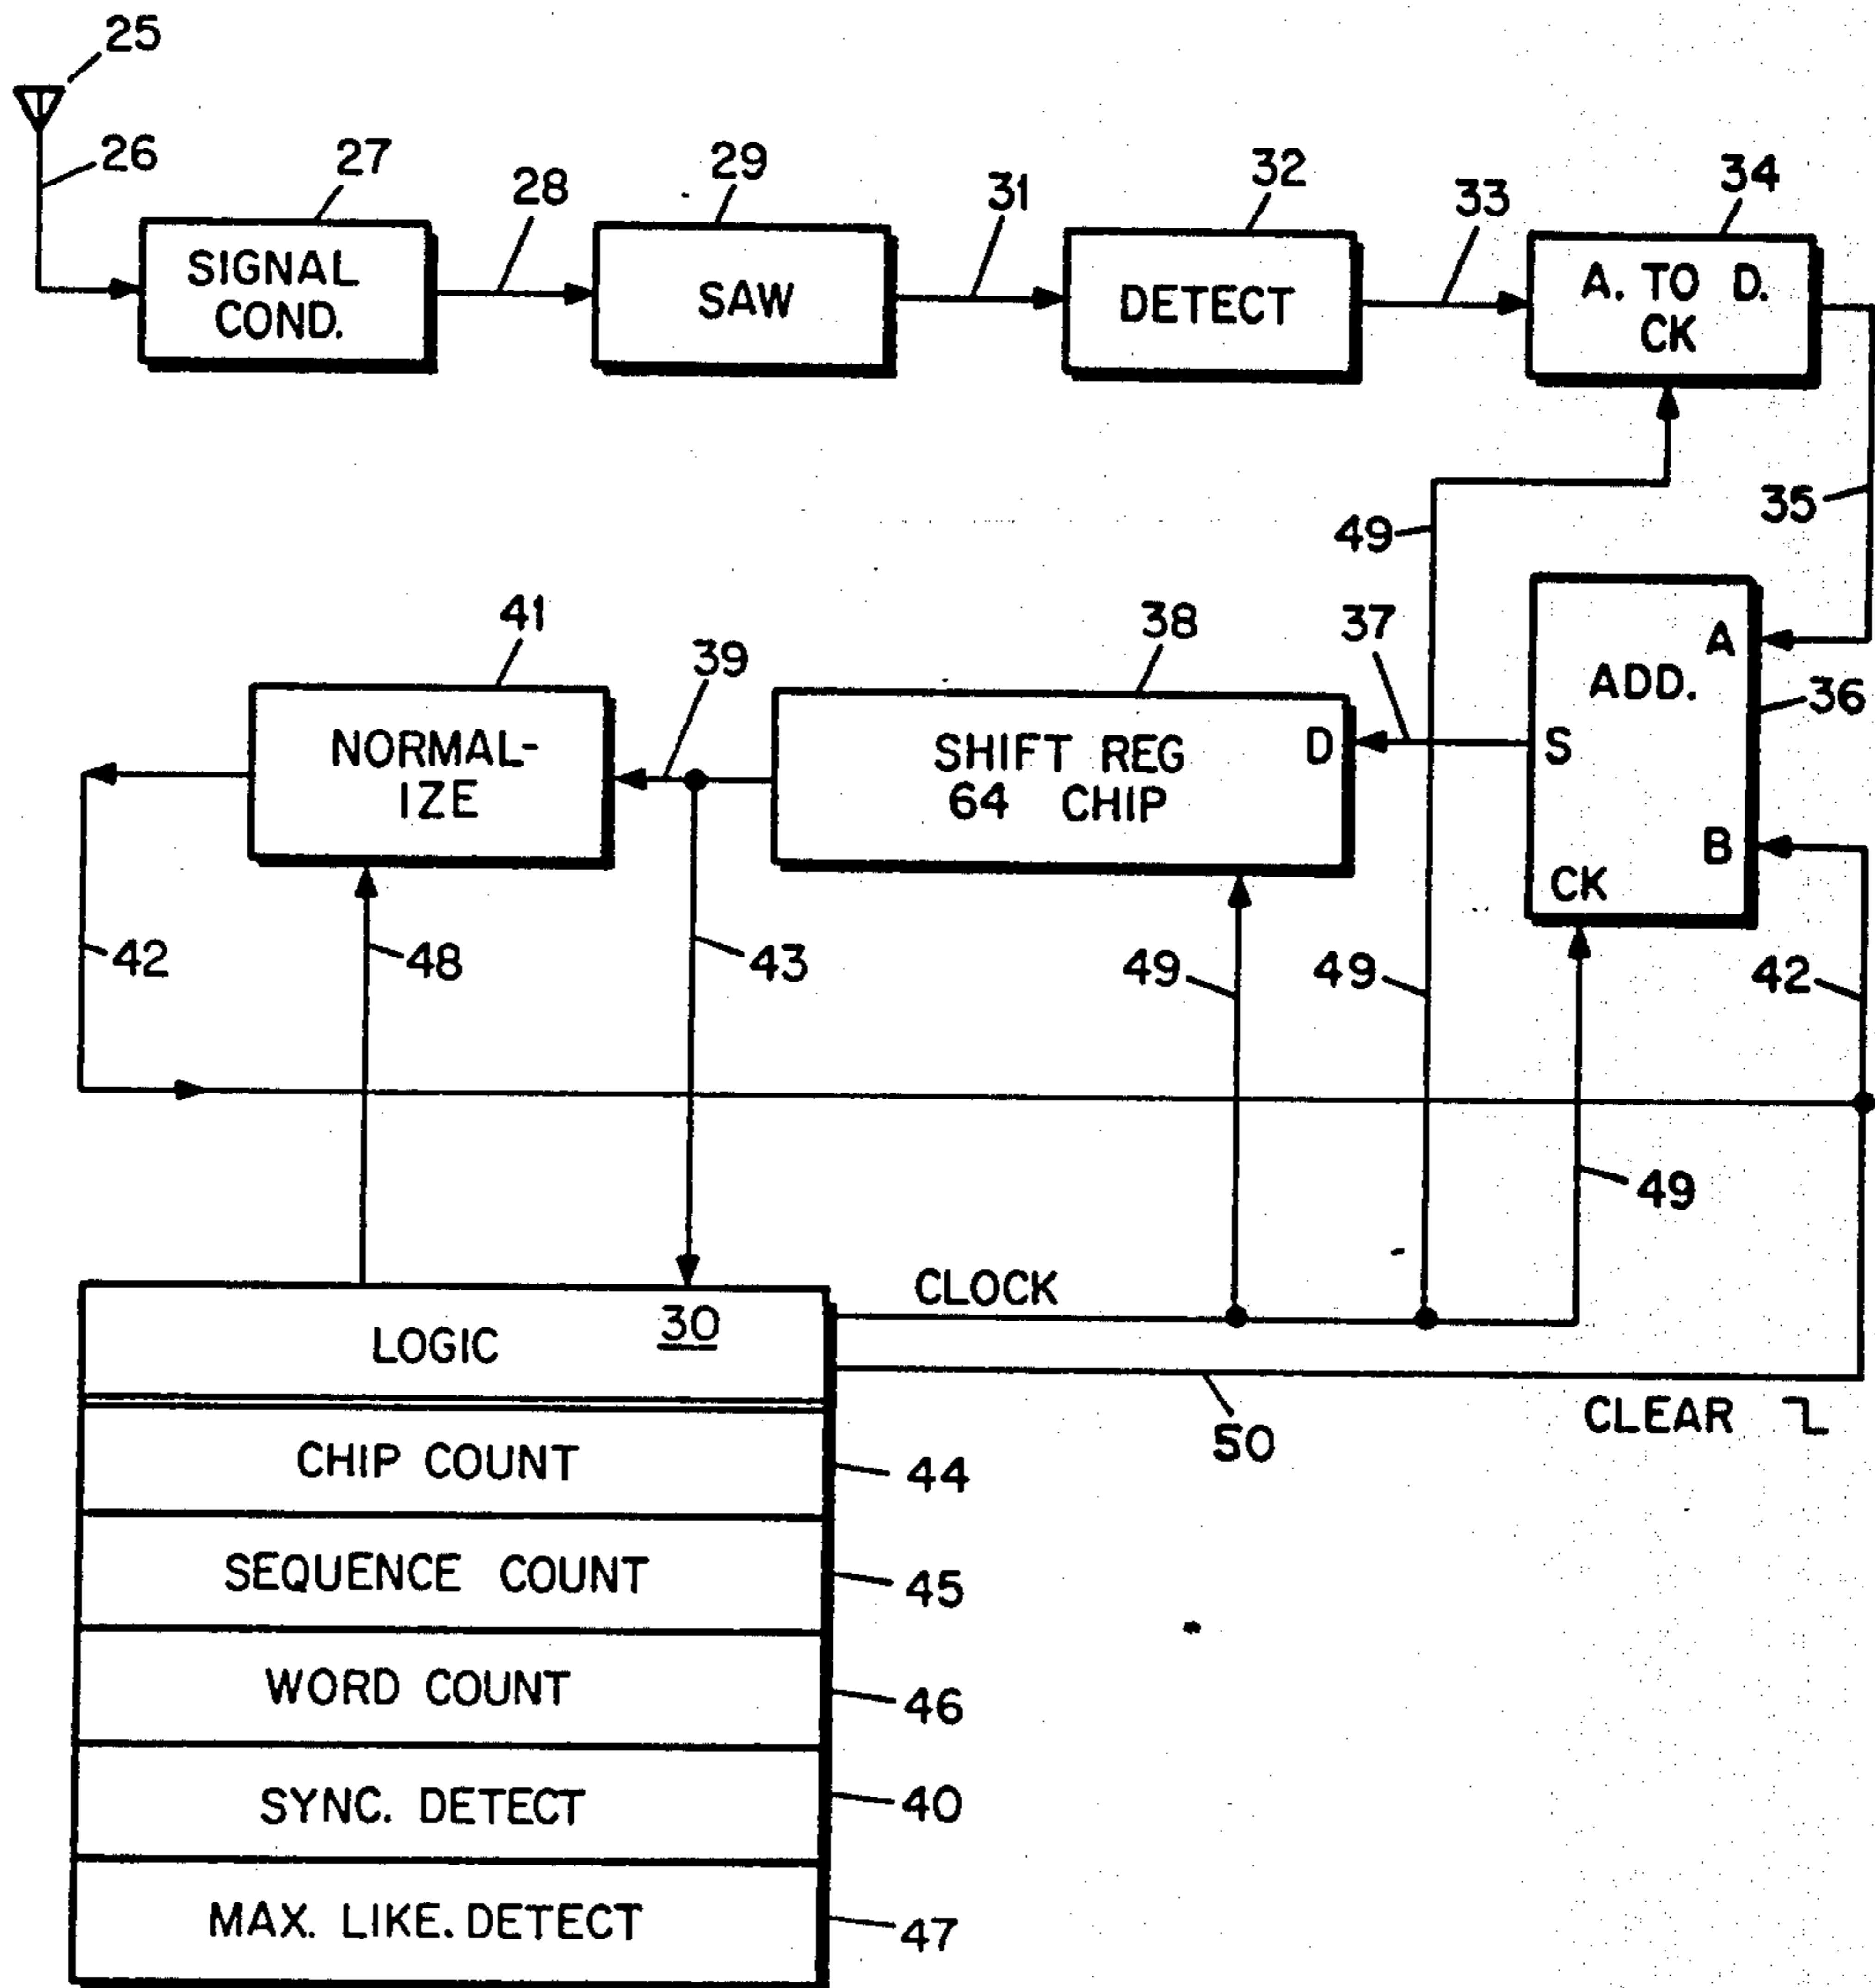 25
26
27
28
29
31
32
33
34
SIGNAL
COND.
SAW
DETECT
A. TO D.
CK
35
49
41
39
38
37
A
ADD.
36
NORMAL-
IZE
SHIFT REG
64 CHIP
D
S
B
CK
42
48
43
49
49
42
49
CLOCK
LOGIC
30
50
CLEAR
CHIP COUNT
44
SEQUENCE COUNT
45
WORD COUNT
46
SYNC. DETECT
40
MAX. LIKE. DETECT
47